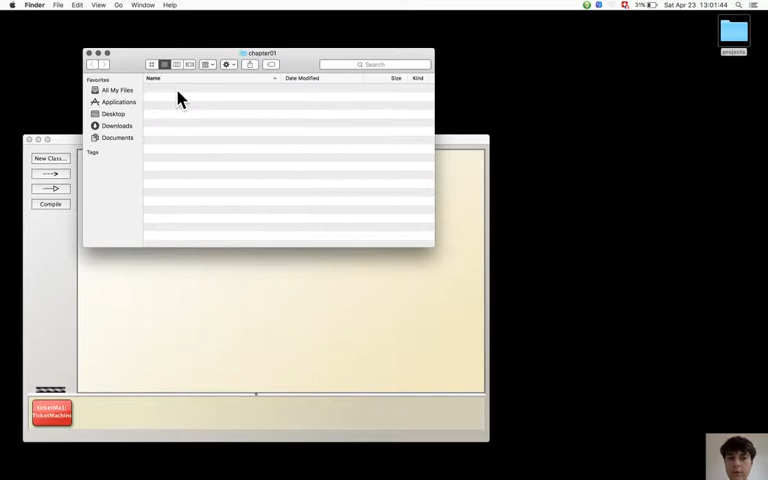 Finder File Edit View Go Window Help
31% Sat Apr 23 13:01:44
projects
chapter01
Search
Favorites
All My Files
Applications
Desktop
Downloads
Documents
Tags
Name Date Modified Size Kind
New Class...
Compile
ticketMa1:
TicketMachine